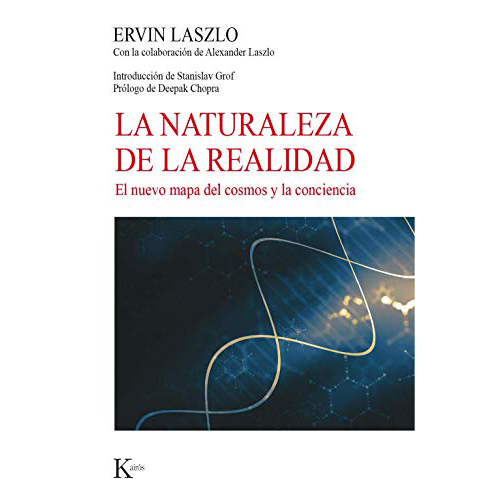 ERVIN LASZLO
Con la colaboración de Alexander Laszlo
Introducción de Stanislav Grof
Prólogo de Deepak Chopra
LA NATURALEZA
DE LA REALIDAD
El nuevo mapa del cosmos y la conciencia
Kairós